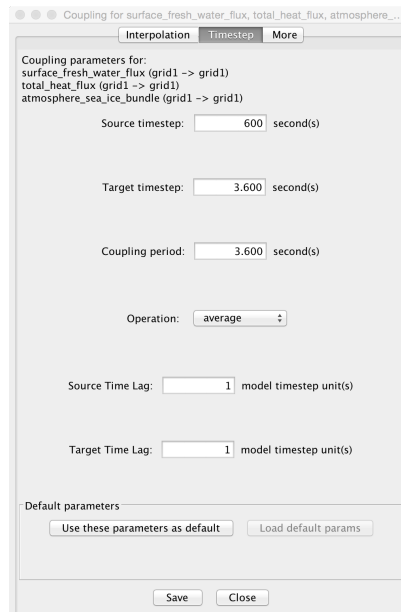 Coupling for surface_fresh_water_flux, total_heat_flux, atmosphere_...
Interpolation Timestep More
Coupling parameters for:
surface_fresh_water_flux (grid1 -> grid1)
total_heat_flux (grid1 -> grid1)
atmosphere_sea_ice_bundle (grid1 -> grid1)
Source timestep: 600 second(s)
Target timestep: 3.600 second(s)
Coupling period: 3.600 second(s)
Operation: average
Source Time Lag: 1 model timestep unit(s)
Target Time Lag: 1 model timestep unit(s)
Default parameters
Use these parameters as default Load default params
Save Close